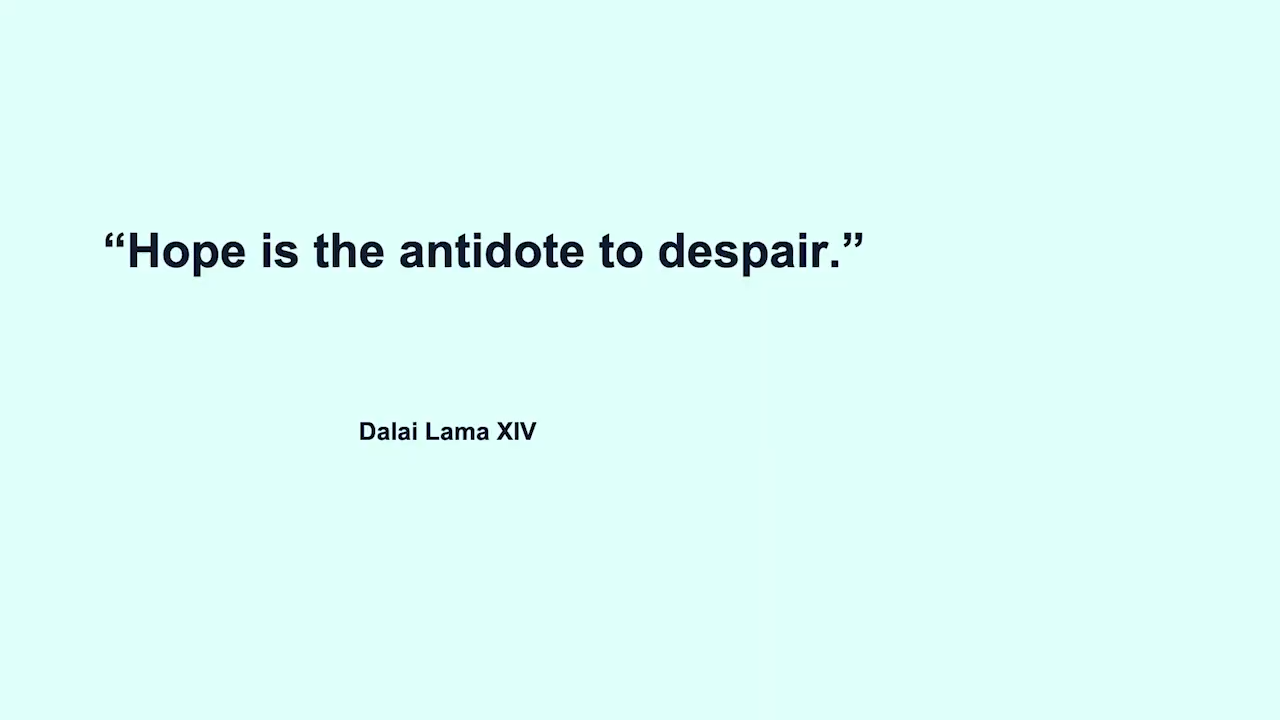 “Hope is the antidote to despair.”
Dalai Lama XIV